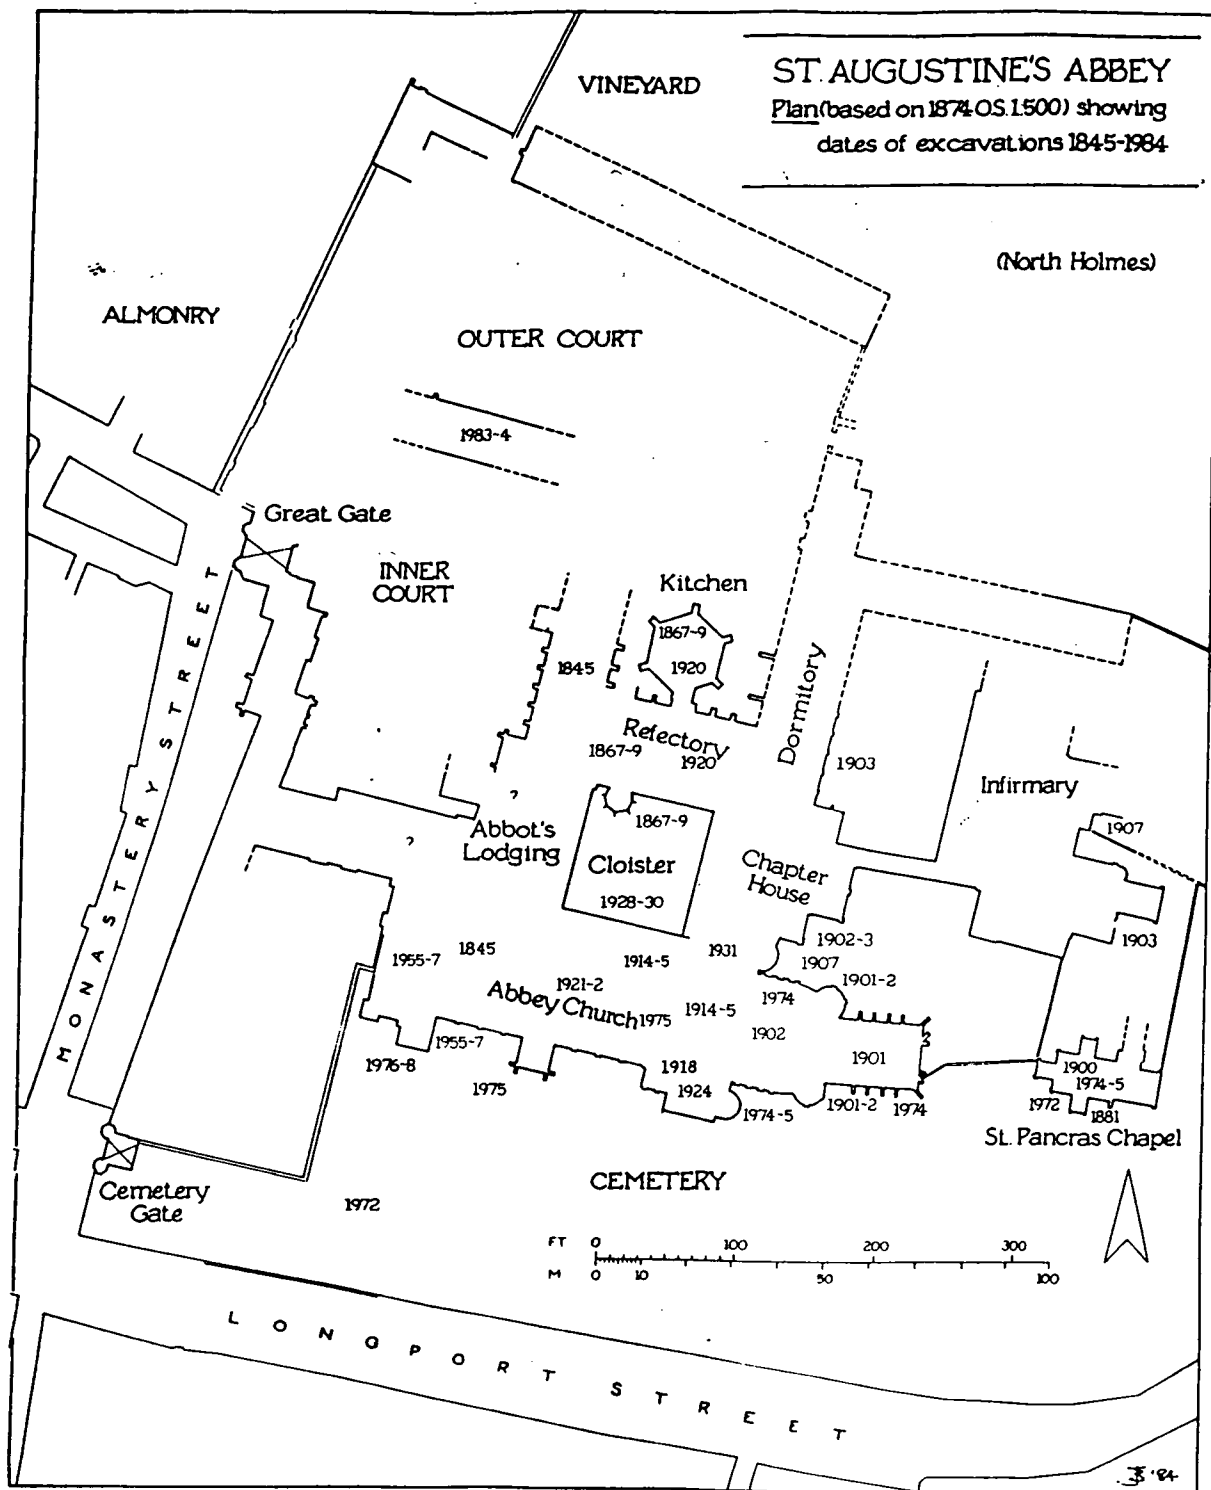 ST. AUGUSTINE'S ABBEY
Plan (based on 1874 O.S. 1:500) showing
dates of excavations 1845-1984
VINEYARD
(North Holmes)
ALMONRY
OUTER COURT
1983-4
Great Gate
INNER
COURT
Kitchen
1867-9
1920
1845
Refectory
1867-9
1920
Dormitory
1903
Infirmary
1907
1903
?
Abbot's
Lodging
?
1867-9
Cloister
1928-30
Chapter
House
1902-3
1907
1901-2
1931
1974
1955-7
1845
1914-5
1921-2
Abbey Church
1975
1914-5
1902
1901
1955-7
1976-8
1975
1918
1924
1974-5
1901-2
1974
1900
1974-5
1972
1881
St. Pancras Chapel
MONASTERY STREET
Cemetery
Gate
1972
CEMETERY
FT 0 100 200 300
M 0 10 50 100
LONGPORT STREET
'84